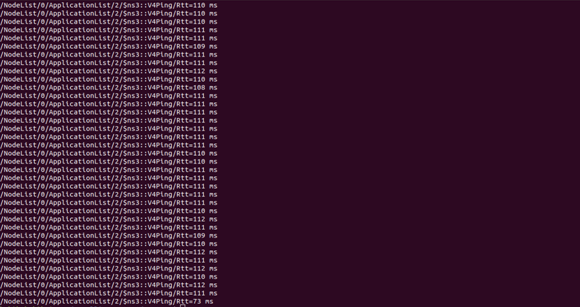 /NodeList/0/ApplicationList/2/$ns3::V4Ping/Rtt=110 ms
/NodeList/0/ApplicationList/2/$ns3::V4Ping/Rtt=110 ms
/NodeList/0/ApplicationList/2/$ns3::V4Ping/Rtt=110 ms
/NodeList/0/ApplicationList/2/$ns3::V4Ping/Rtt=111 ms
/NodeList/0/ApplicationList/2/$ns3::V4Ping/Rtt=111 ms
/NodeList/0/ApplicationList/2/$ns3::V4Ping/Rtt=109 ms
/NodeList/0/ApplicationList/2/$ns3::V4Ping/Rtt=111 ms
/NodeList/0/ApplicationList/2/$ns3::V4Ping/Rtt=111 ms
/NodeList/0/ApplicationList/2/$ns3::V4Ping/Rtt=112 ms
/NodeList/0/ApplicationList/2/$ns3::V4Ping/Rtt=110 ms
/NodeList/0/ApplicationList/2/$ns3::V4Ping/Rtt=108 ms
/NodeList/0/ApplicationList/2/$ns3::V4Ping/Rtt=111 ms
/NodeList/0/ApplicationList/2/$ns3::V4Ping/Rtt=111 ms
/NodeList/0/ApplicationList/2/$ns3::V4Ping/Rtt=111 ms
/NodeList/0/ApplicationList/2/$ns3::V4Ping/Rtt=111 ms
/NodeList/0/ApplicationList/2/$ns3::V4Ping/Rtt=111 ms
/NodeList/0/ApplicationList/2/$ns3::V4Ping/Rtt=111 ms
/NodeList/0/ApplicationList/2/$ns3::V4Ping/Rtt=111 ms
/NodeList/0/ApplicationList/2/$ns3::V4Ping/Rtt=110 ms
/NodeList/0/ApplicationList/2/$ns3::V4Ping/Rtt=110 ms
/NodeList/0/ApplicationList/2/$ns3::V4Ping/Rtt=111 ms
/NodeList/0/ApplicationList/2/$ns3::V4Ping/Rtt=111 ms
/NodeList/0/ApplicationList/2/$ns3::V4Ping/Rtt=111 ms
/NodeList/0/ApplicationList/2/$ns3::V4Ping/Rtt=111 ms
/NodeList/0/ApplicationList/2/$ns3::V4Ping/Rtt=111 ms
/NodeList/0/ApplicationList/2/$ns3::V4Ping/Rtt=110 ms
/NodeList/0/ApplicationList/2/$ns3::V4Ping/Rtt=112 ms
/NodeList/0/ApplicationList/2/$ns3::V4Ping/Rtt=111 ms
/NodeList/0/ApplicationList/2/$ns3::V4Ping/Rtt=109 ms
/NodeList/0/ApplicationList/2/$ns3::V4Ping/Rtt=110 ms
/NodeList/0/ApplicationList/2/$ns3::V4Ping/Rtt=112 ms
/NodeList/0/ApplicationList/2/$ns3::V4Ping/Rtt=111 ms
/NodeList/0/ApplicationList/2/$ns3::V4Ping/Rtt=112 ms
/NodeList/0/ApplicationList/2/$ns3::V4Ping/Rtt=110 ms
/NodeList/0/ApplicationList/2/$ns3::V4Ping/Rtt=112 ms
/NodeList/0/ApplicationList/2/$ns3::V4Ping/Rtt=111 ms
/NodeList/0/ApplicationList/2/$ns3::V4Ping/Rtt=73 ms